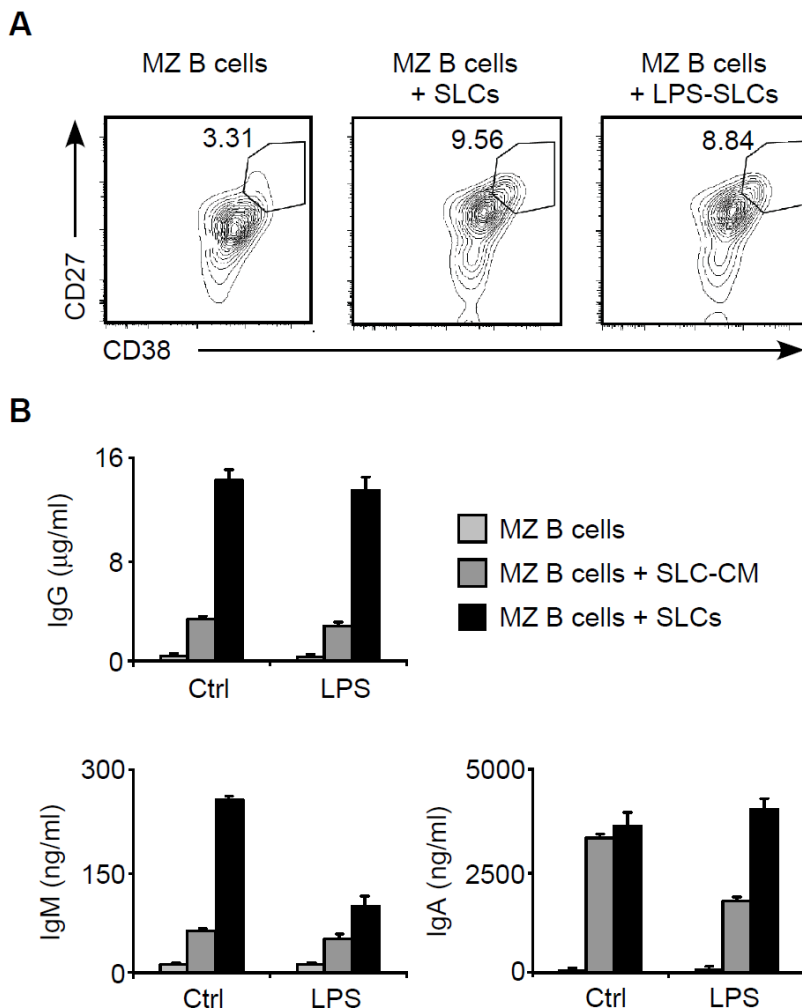 A
MZ B cells
MZ B cells
+ SLCs
MZ B cells
+ LPS-SLCs
3.31
9.56
8.84
CD27
CD38
B
16
8
0
IgG (μg/ml)
Ctrl
LPS
MZ B cells
MZ B cells + SLC-CM
MZ B cells + SLCs
300
150
0
IgM (ng/ml)
Ctrl
LPS
5000
2500
0
IgA (ng/ml)
Ctrl
LPS